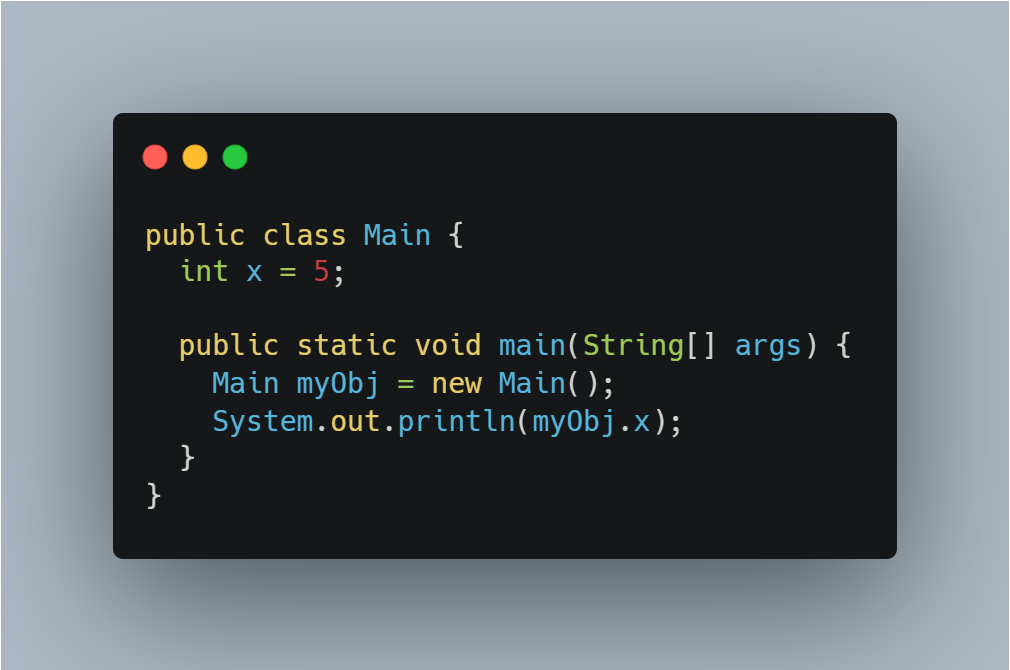 public class Main {
  int x = 5;

  public static void main(String[] args) {
    Main myObj = new Main();
    System.out.println(myObj.x);
  }
}